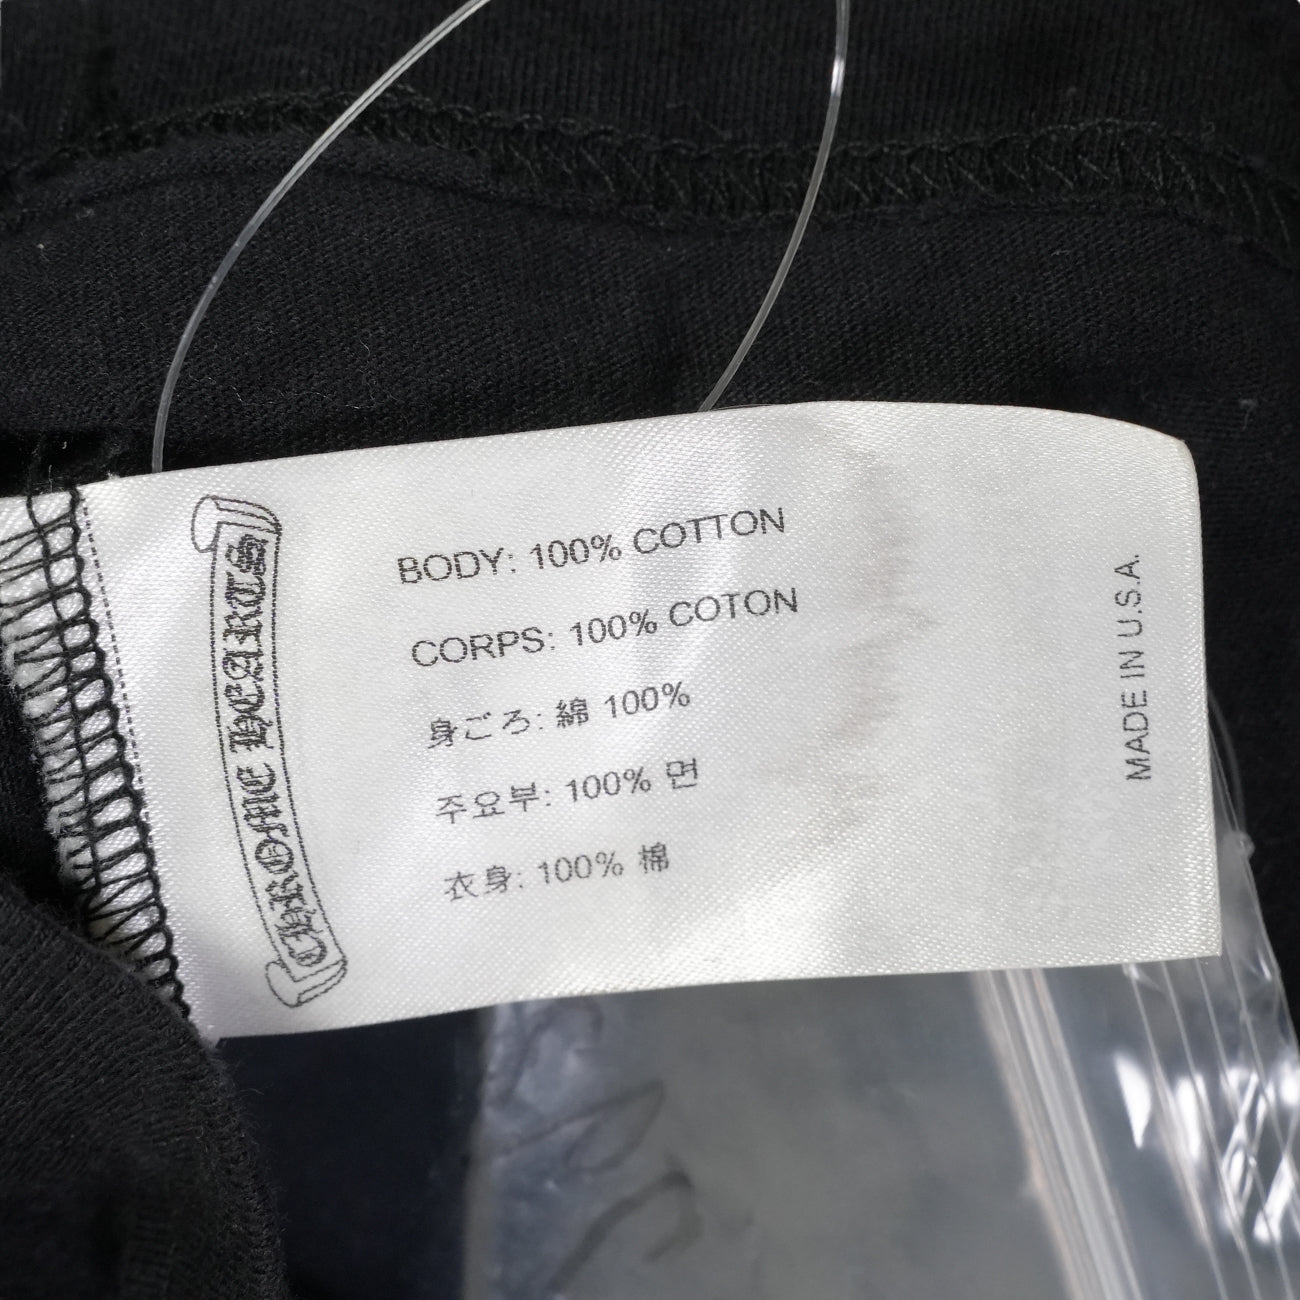 CHROME HEARTS
BODY: 100% COTTON
CORPS: 100% COTON
身ごろ: 綿 100%
주요부: 100% 면
衣身: 100% 棉
MADE IN U.S.A.